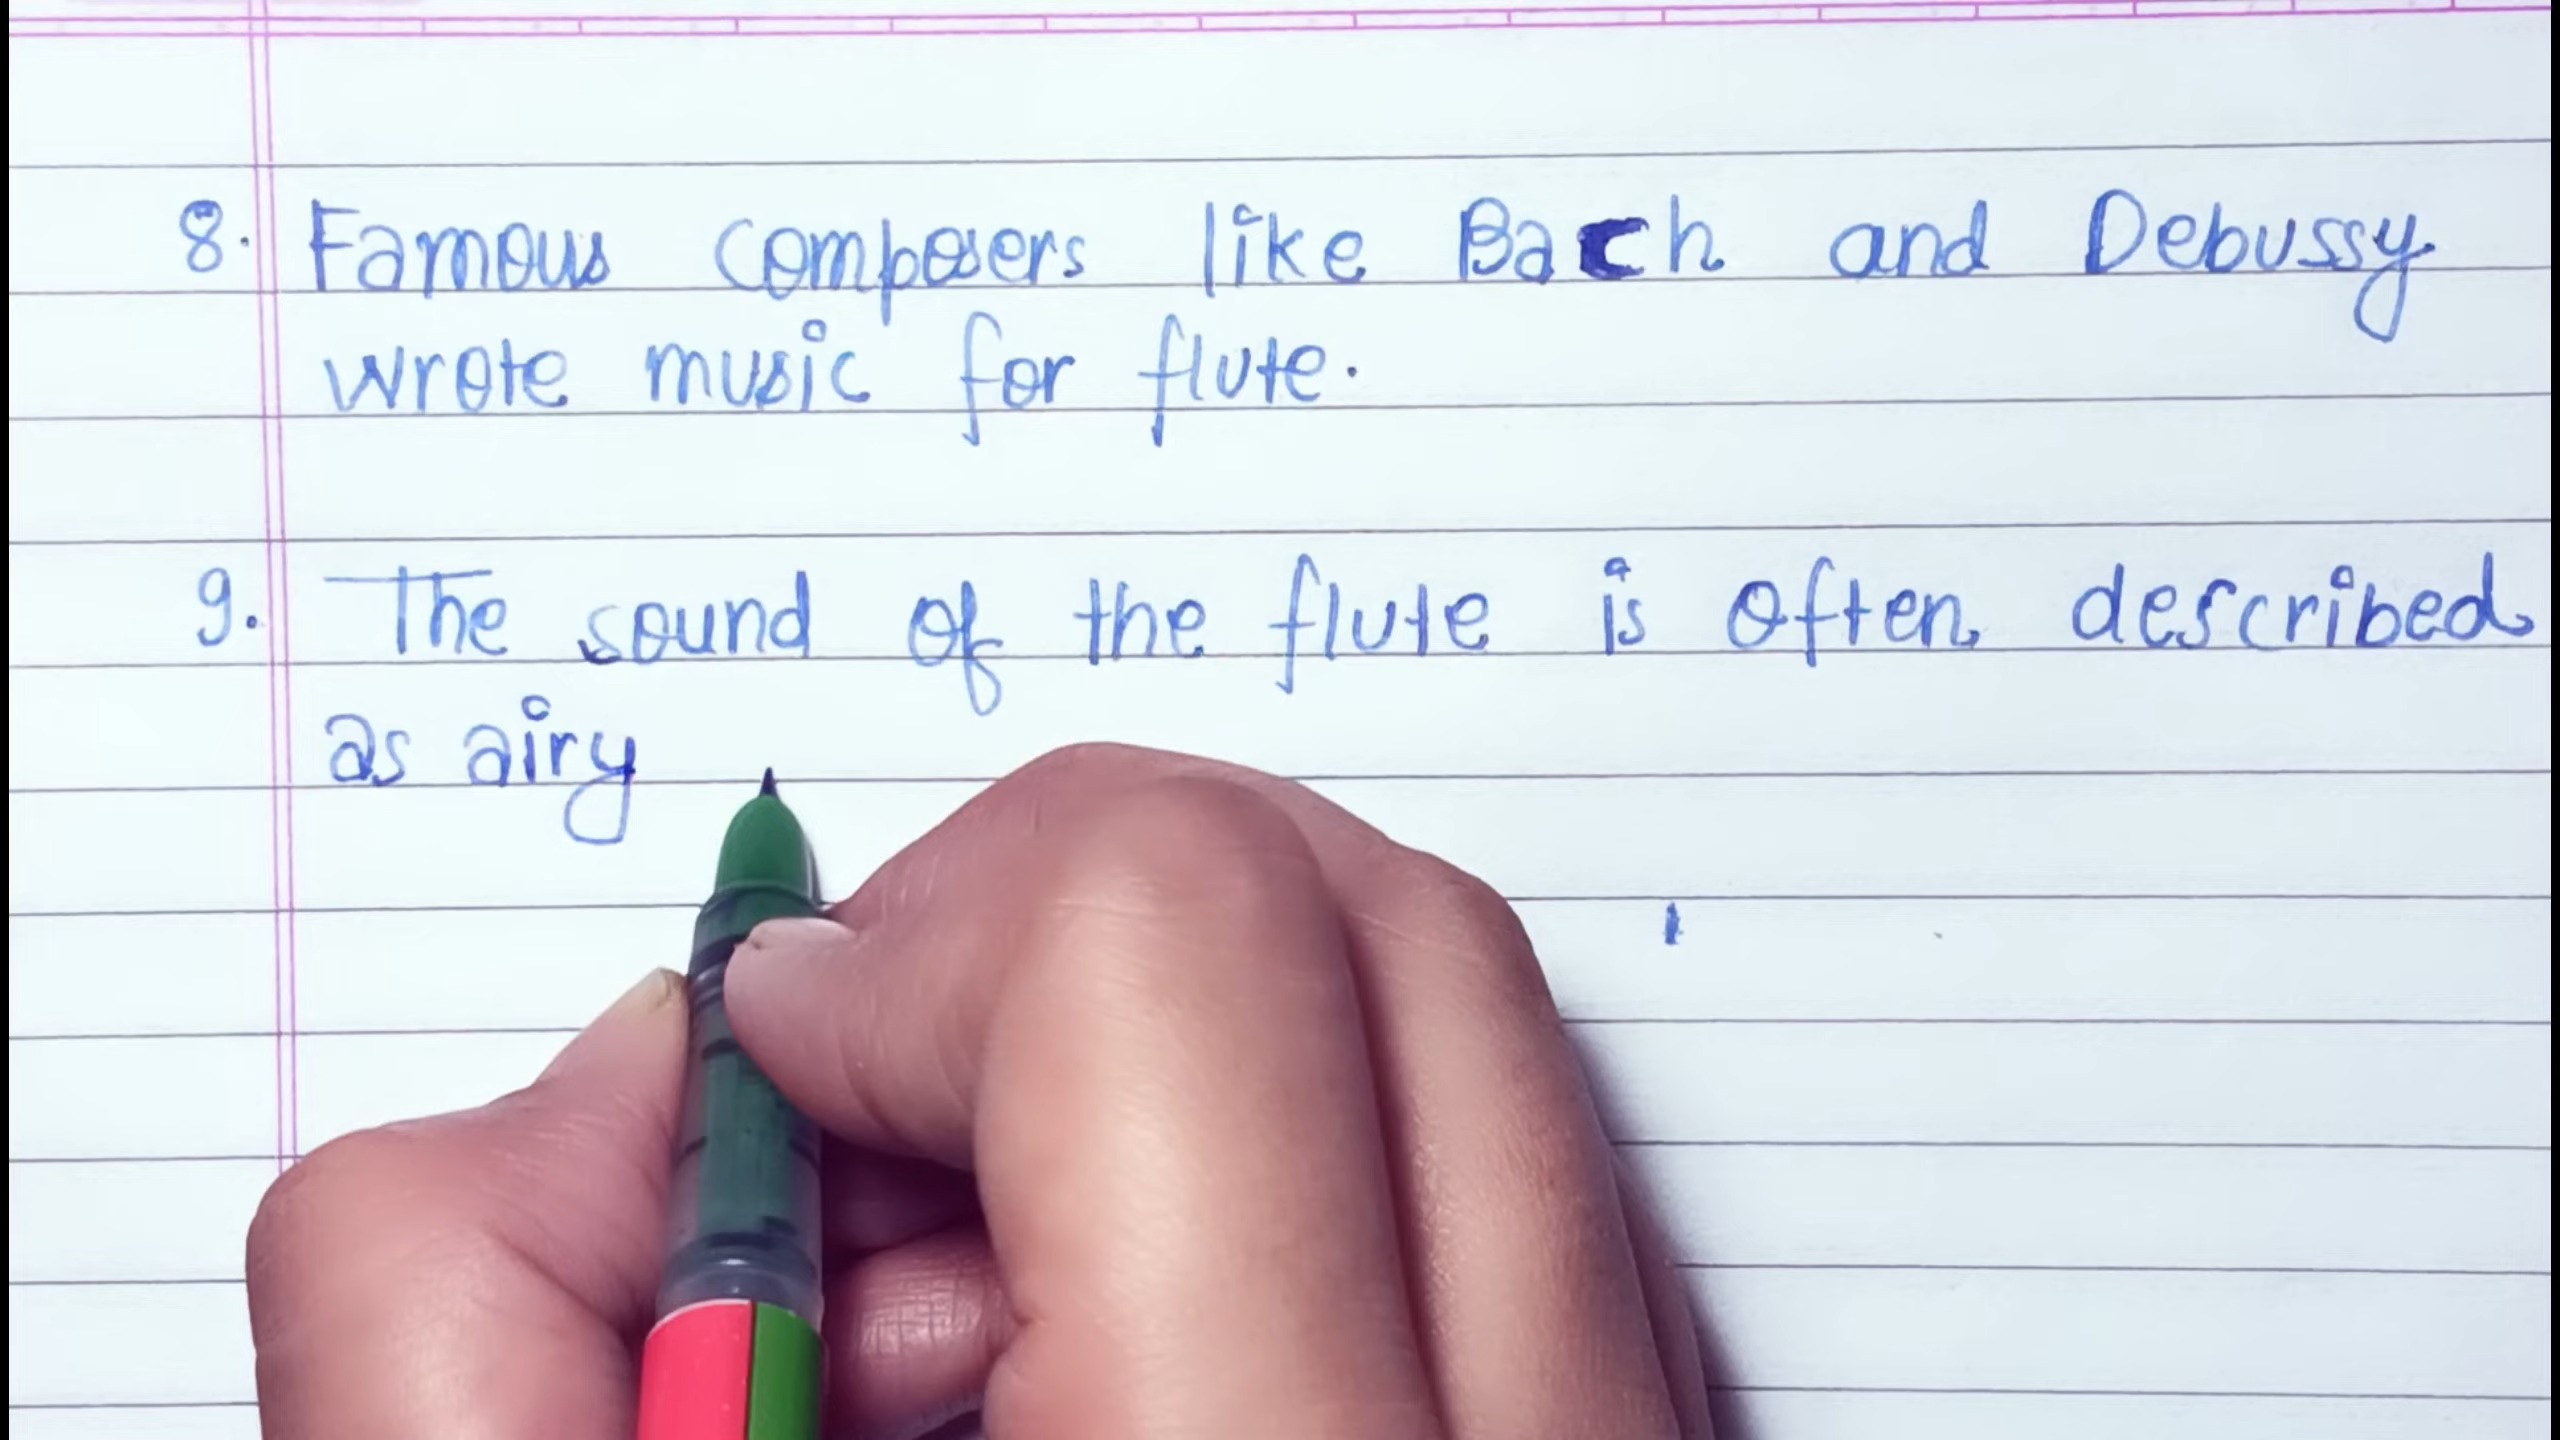 8. Famous composers like Bach and Debussy
wrote music for flute.
9. The sound of the flute is often described
as airy